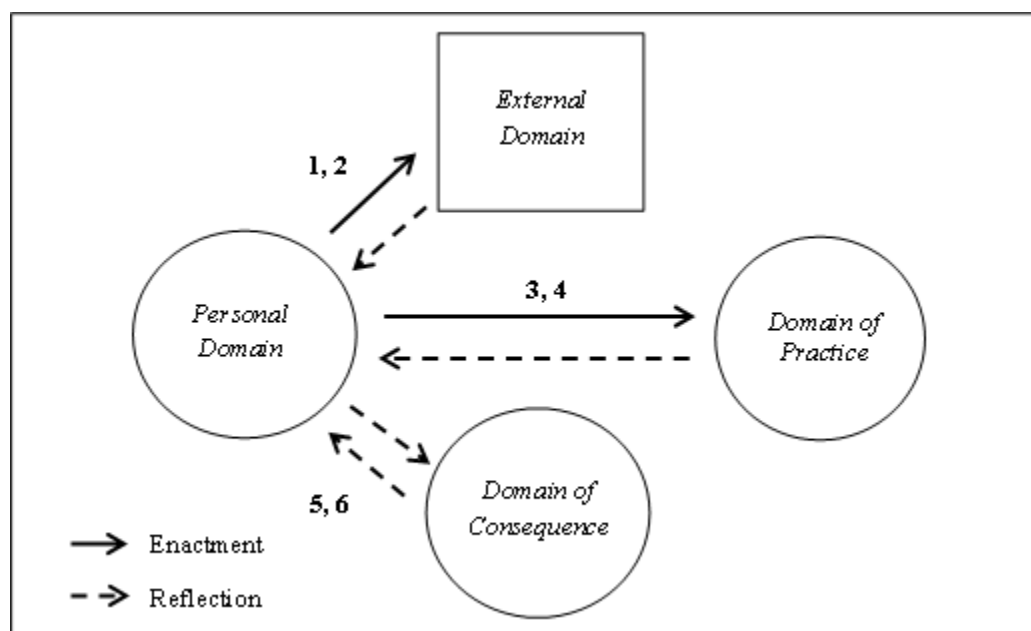 External
Domain
1, 2
3, 4
Personal
Domain
Domain of
Practice
Domain of
Consequence
5, 6
Enactment
Reflection